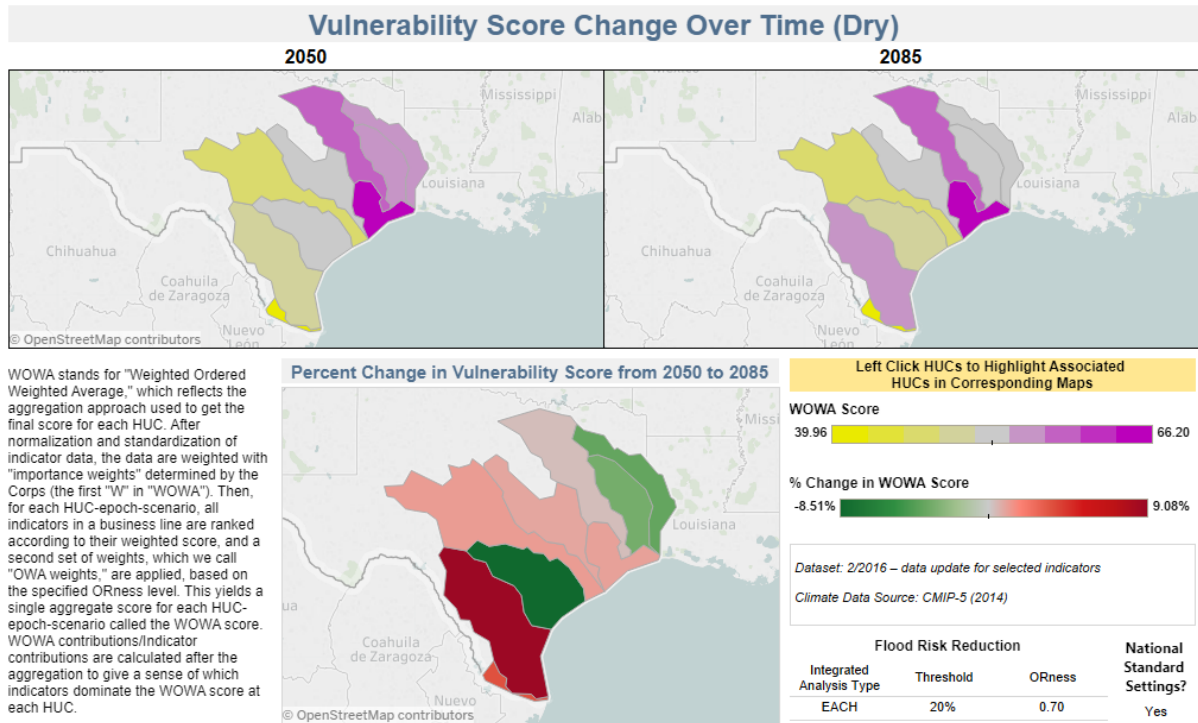 Vulnerability Score Change Over Time (Dry)
2050
2085
Mississippi
Alab
Louisiana
Chihuahua
Coahuila
de Zaragoza
Nuevo
León
© OpenStreetMap contributors
Mississippi
Alab
Louisiana
Chihuahua
Coahuila
de Zaragoza
Nuevo
León
WOWA stands for "Weighted Ordered
Weighted Average," which reflects the
aggregation approach used to get the
final score for each HUC. After
normalization and standardization of
indicator data, the data are weighted with
"importance weights" determined by the
Corps (the first "W" in "WOWA"). Then,
for each HUC-epoch-scenario, all
indicators in a business line are ranked
according to their weighted score, and a
second set of weights, which we call
"OWA weights," are applied, based on
the specified ORness level. This yields a
single aggregate score for each HUC-
epoch-scenario called the WOWA score.
WOWA contributions/Indicator
contributions are calculated after the
aggregation to give a sense of which
indicators dominate the WOWA score at
each HUC.
Percent Change in Vulnerability Score from 2050 to 2085
Missi
Louisiana
ua
Coahuila
de Zaragoza
Nuevo
© OpenStreetMap contributors
Left Click HUCs to Highlight Associated
HUCs in Corresponding Maps
WOWA Score
39.96 66.20
% Change in WOWA Score
-8.51% 9.08%
Dataset: 2/2016 – data update for selected indicators
Climate Data Source: CMIP-5 (2014)
Flood Risk Reduction
Integrated
Analysis Type
Threshold
ORness
EACH 20% 0.70
National
Standard
Settings?
Yes